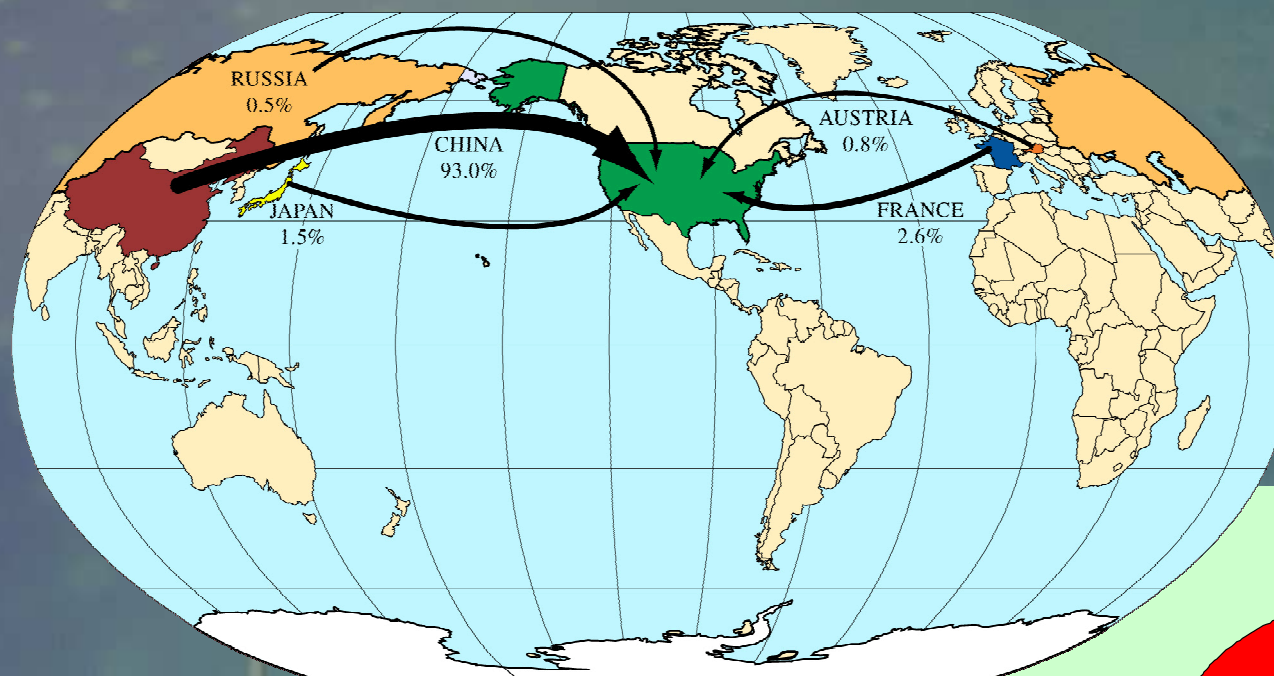 RUSSIA
0.5%
CHINA
93.0%
JAPAN
1.5%
AUSTRIA
0.8%
FRANCE
2.6%